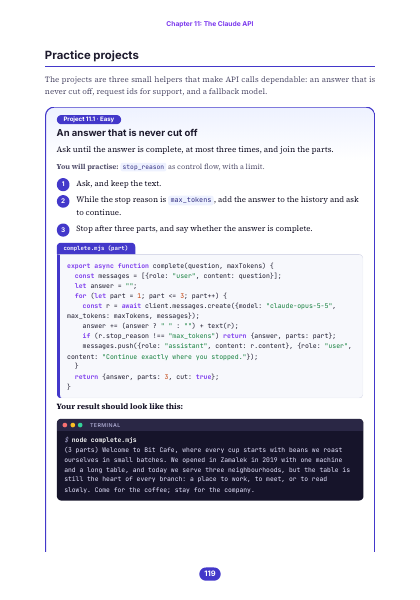 Chapter 11: The Claude API
Practice projects
The projects are three small helpers that make API calls dependable: an answer that is
never cut off, request ids for support, and a fallback model.
Project 11.1 · Easy
An answer that is never cut off
Ask until the answer is complete, at most three times, and join the parts.
You will practise: stop_reason as control flow, with a limit.
1 Ask, and keep the text.
2 While the stop reason is max_tokens, add the answer to the history and ask
to continue.
3 Stop after three parts, and say whether the answer is complete.
complete.mjs (part)
export async function complete(question, maxTokens) {
const messages = [{role: "user", content: question}];
let answer = "";
for (let part = 1; part <= 3; part++) {
const r = await client.messages.create({model: "claude-opus-5-5",
max_tokens: maxTokens, messages});
answer += (answer ? " " : "") + text(r);
if (r.stop_reason !== "max_tokens") return {answer, parts: part};
messages.push({role: "assistant", content: r.content}, {role: "user",
content: "Continue exactly where you stopped."});
}
return {answer, parts: 3, cut: true};
}
Your result should look like this:
TERMINAL
$ node complete.mjs
(3 parts) Welcome to Bit Cafe, where every cup starts with beans we roast
ourselves in small batches. We opened in Zamalek in 2019 with one machine
and a long table, and today we serve three neighbourhoods, but the table is
still the heart of every branch: a place to work, to meet, or to read
slowly. Come for the coffee; stay for the company.
119